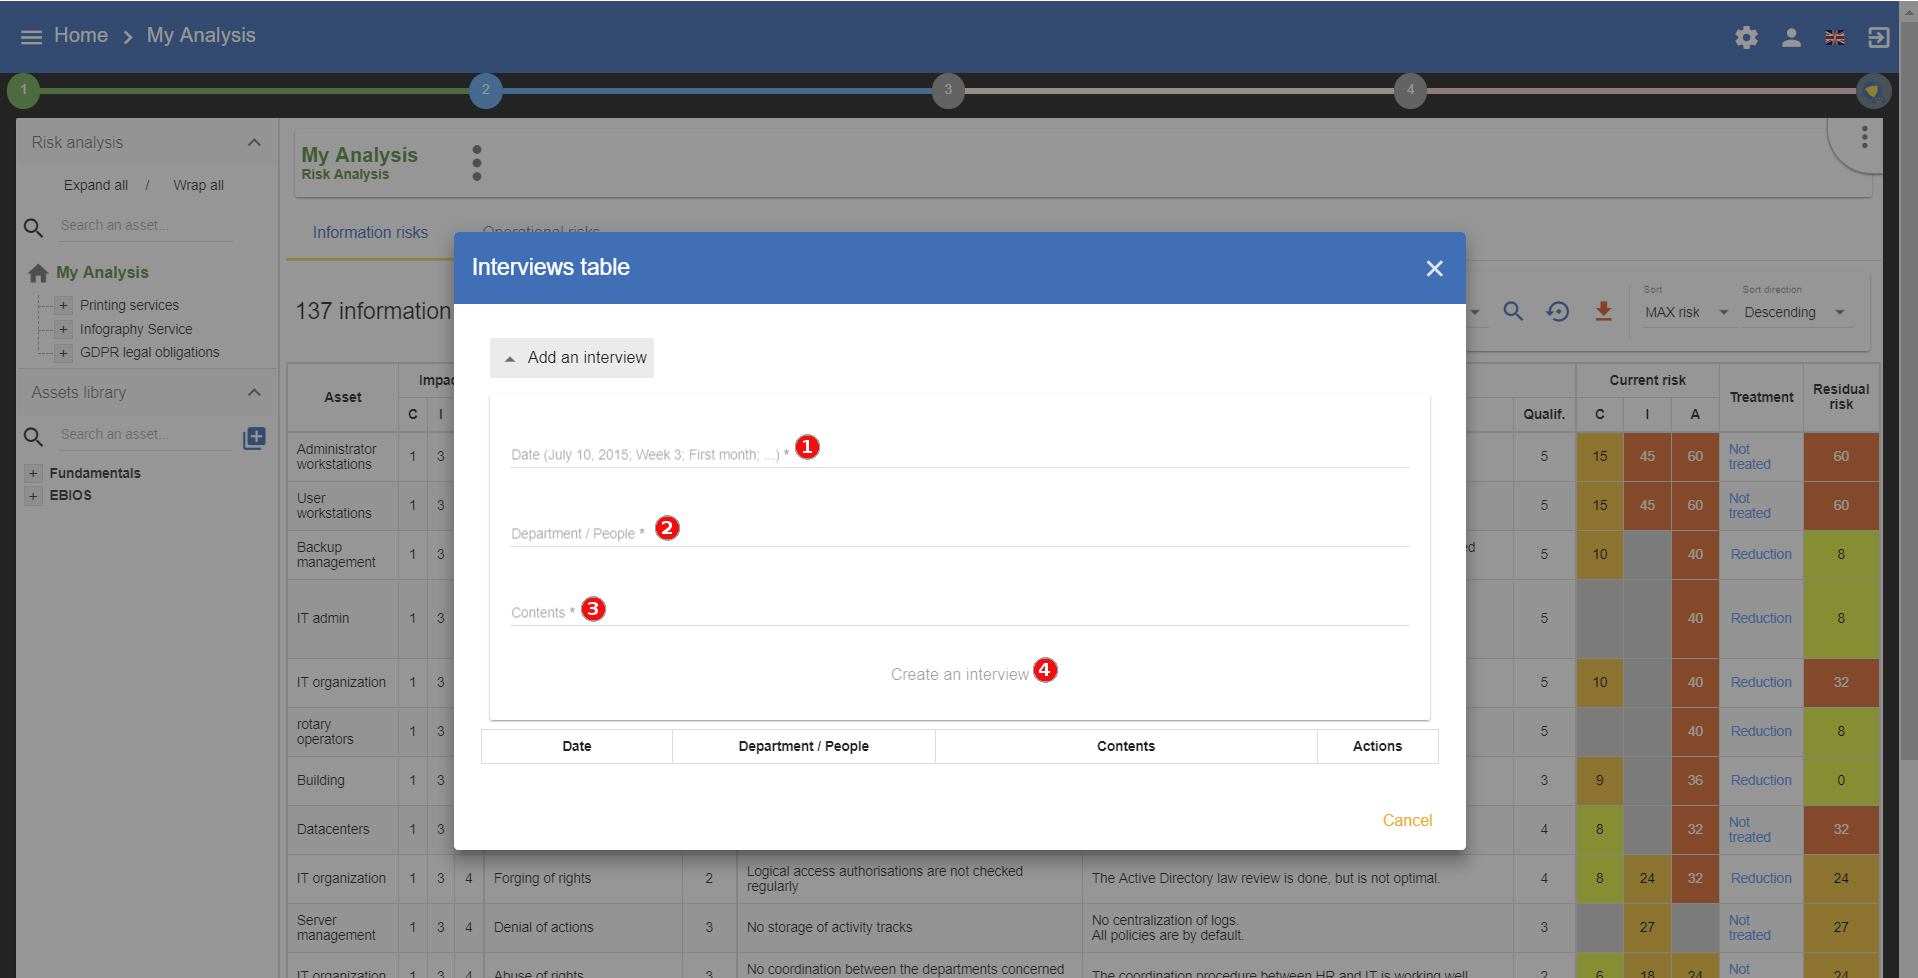 Home > My Analysis
1
2
3
4
Risk analysis
Expand all / Wrap all
Search an asset...
My Analysis
Printing services
Infography Service
GDPR legal obligations
Assets library
Search an asset...
Fundamentals
EBIOS
My Analysis
Risk Analysis
Information risks
Operational risks
137 information
Sort
MAX risk
Sort direction
Descending
Interviews table
Add an interview
Date (July 10, 2015; Week 3; First month; ...) * 1
Department / People * 2
Contents * 3
Create an interview 4
Date Department / People Contents Actions
Cancel
Asset Impac Current risk Treatment Residual risk
C I Qualif. C I A
Administrator workstations 1 3 5 15 45 60 Not treated 60
User workstations 1 3 5 15 45 60 Not treated 60
Backup management 1 3 ed 5 10 40 Reduction 8
IT admin 1 3 5 40 Reduction 8
IT organization 1 3 5 10 40 Reduction 32
rotary operators 1 3 5 40 Reduction 8
Building 1 3 3 9 36 Reduction 0
Datacenters 1 3 4 8 32 Not treated 32
IT organization 1 3 4 Forging of rights 2 Logical access authorisations are not checked regularly The Active Directory law review is done, but is not optimal. 4 8 24 32 Reduction 24
Server management 1 3 4 Denial of actions 3 No storage of activity tracks No centralization of logs. All policies are by default. 3 27 Not treated 27
IT organization 1 3 4 Abuse of rights 3 No coordination between the departments concerned The coordination procedure between HR and IT is working well 2 6 18 24 Not 24